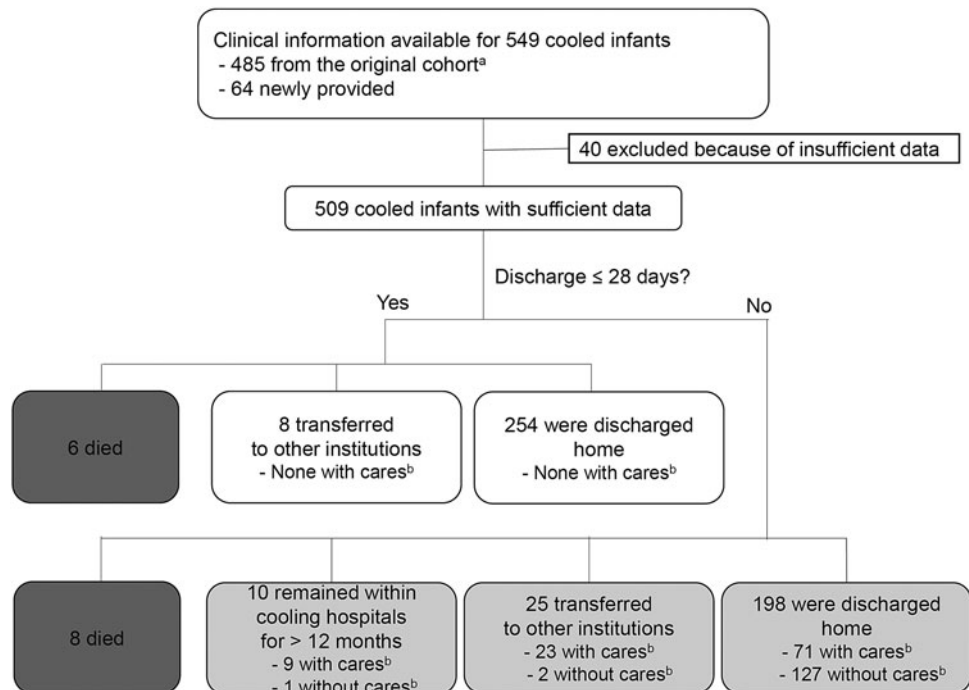 Clinical information available for 549 cooled infants
- 485 from the original cohortᵃ
- 64 newly provided
40 excluded because of insufficient data
509 cooled infants with sufficient data
Discharge ≤ 28 days?
Yes
No
6 died
8 transferred
to other institutions
- None with caresᵇ
254 were discharged
home
- None with caresᵇ
8 died
10 remained within
cooling hospitals
for > 12 months
- 9 with caresᵇ
- 1 without caresᵇ
25 transferred
to other institutions
- 23 with caresᵇ
- 2 without caresᵇ
198 were discharged
home
- 71 with caresᵇ
- 127 without caresᵇ